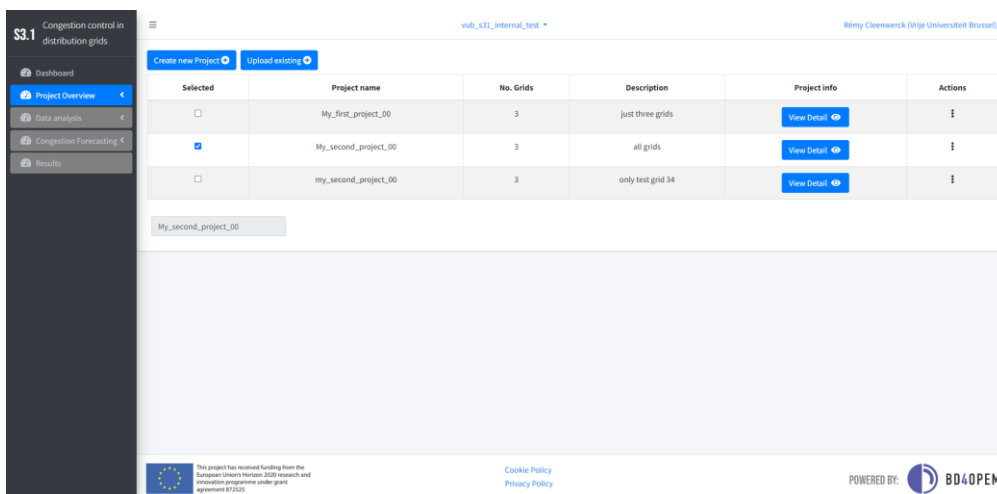 S3.1
Congestion control in
distribution grids
Dashboard
Project Overview
Data analysis
Congestion Forecasting
Results
vub_s31_internal_test
Rémy Cleenwerck (Vrije Universiteit Brussel)
Create new Project
Upload existing
Selected Project name No. Grids Description Project info Actions
My_first_project_00 3 just three grids View Detail
My_second_project_00 3 all grids View Detail
my_second_project_00 3 only test grid 34 View Detail
My_second_project_00
This project has received funding from the
European Union's Horizon 2020 research and
innovation programme under grant
agreement 872525
Cookie Policy
Privacy Policy
POWERED BY:
BD4OPEM